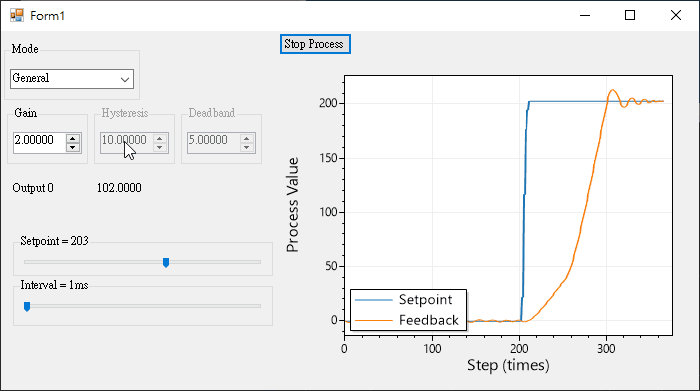 Form1
Mode
General
Stop Process
Gain
Hysteresis
Deadband
2.00000
10.00000
5.00000
Output 0
102.0000
Setpoint = 203
Interval = 1ms
Process Value
200
150
100
50
0
Setpoint
Feedback
0
100
200
300
Step (times)